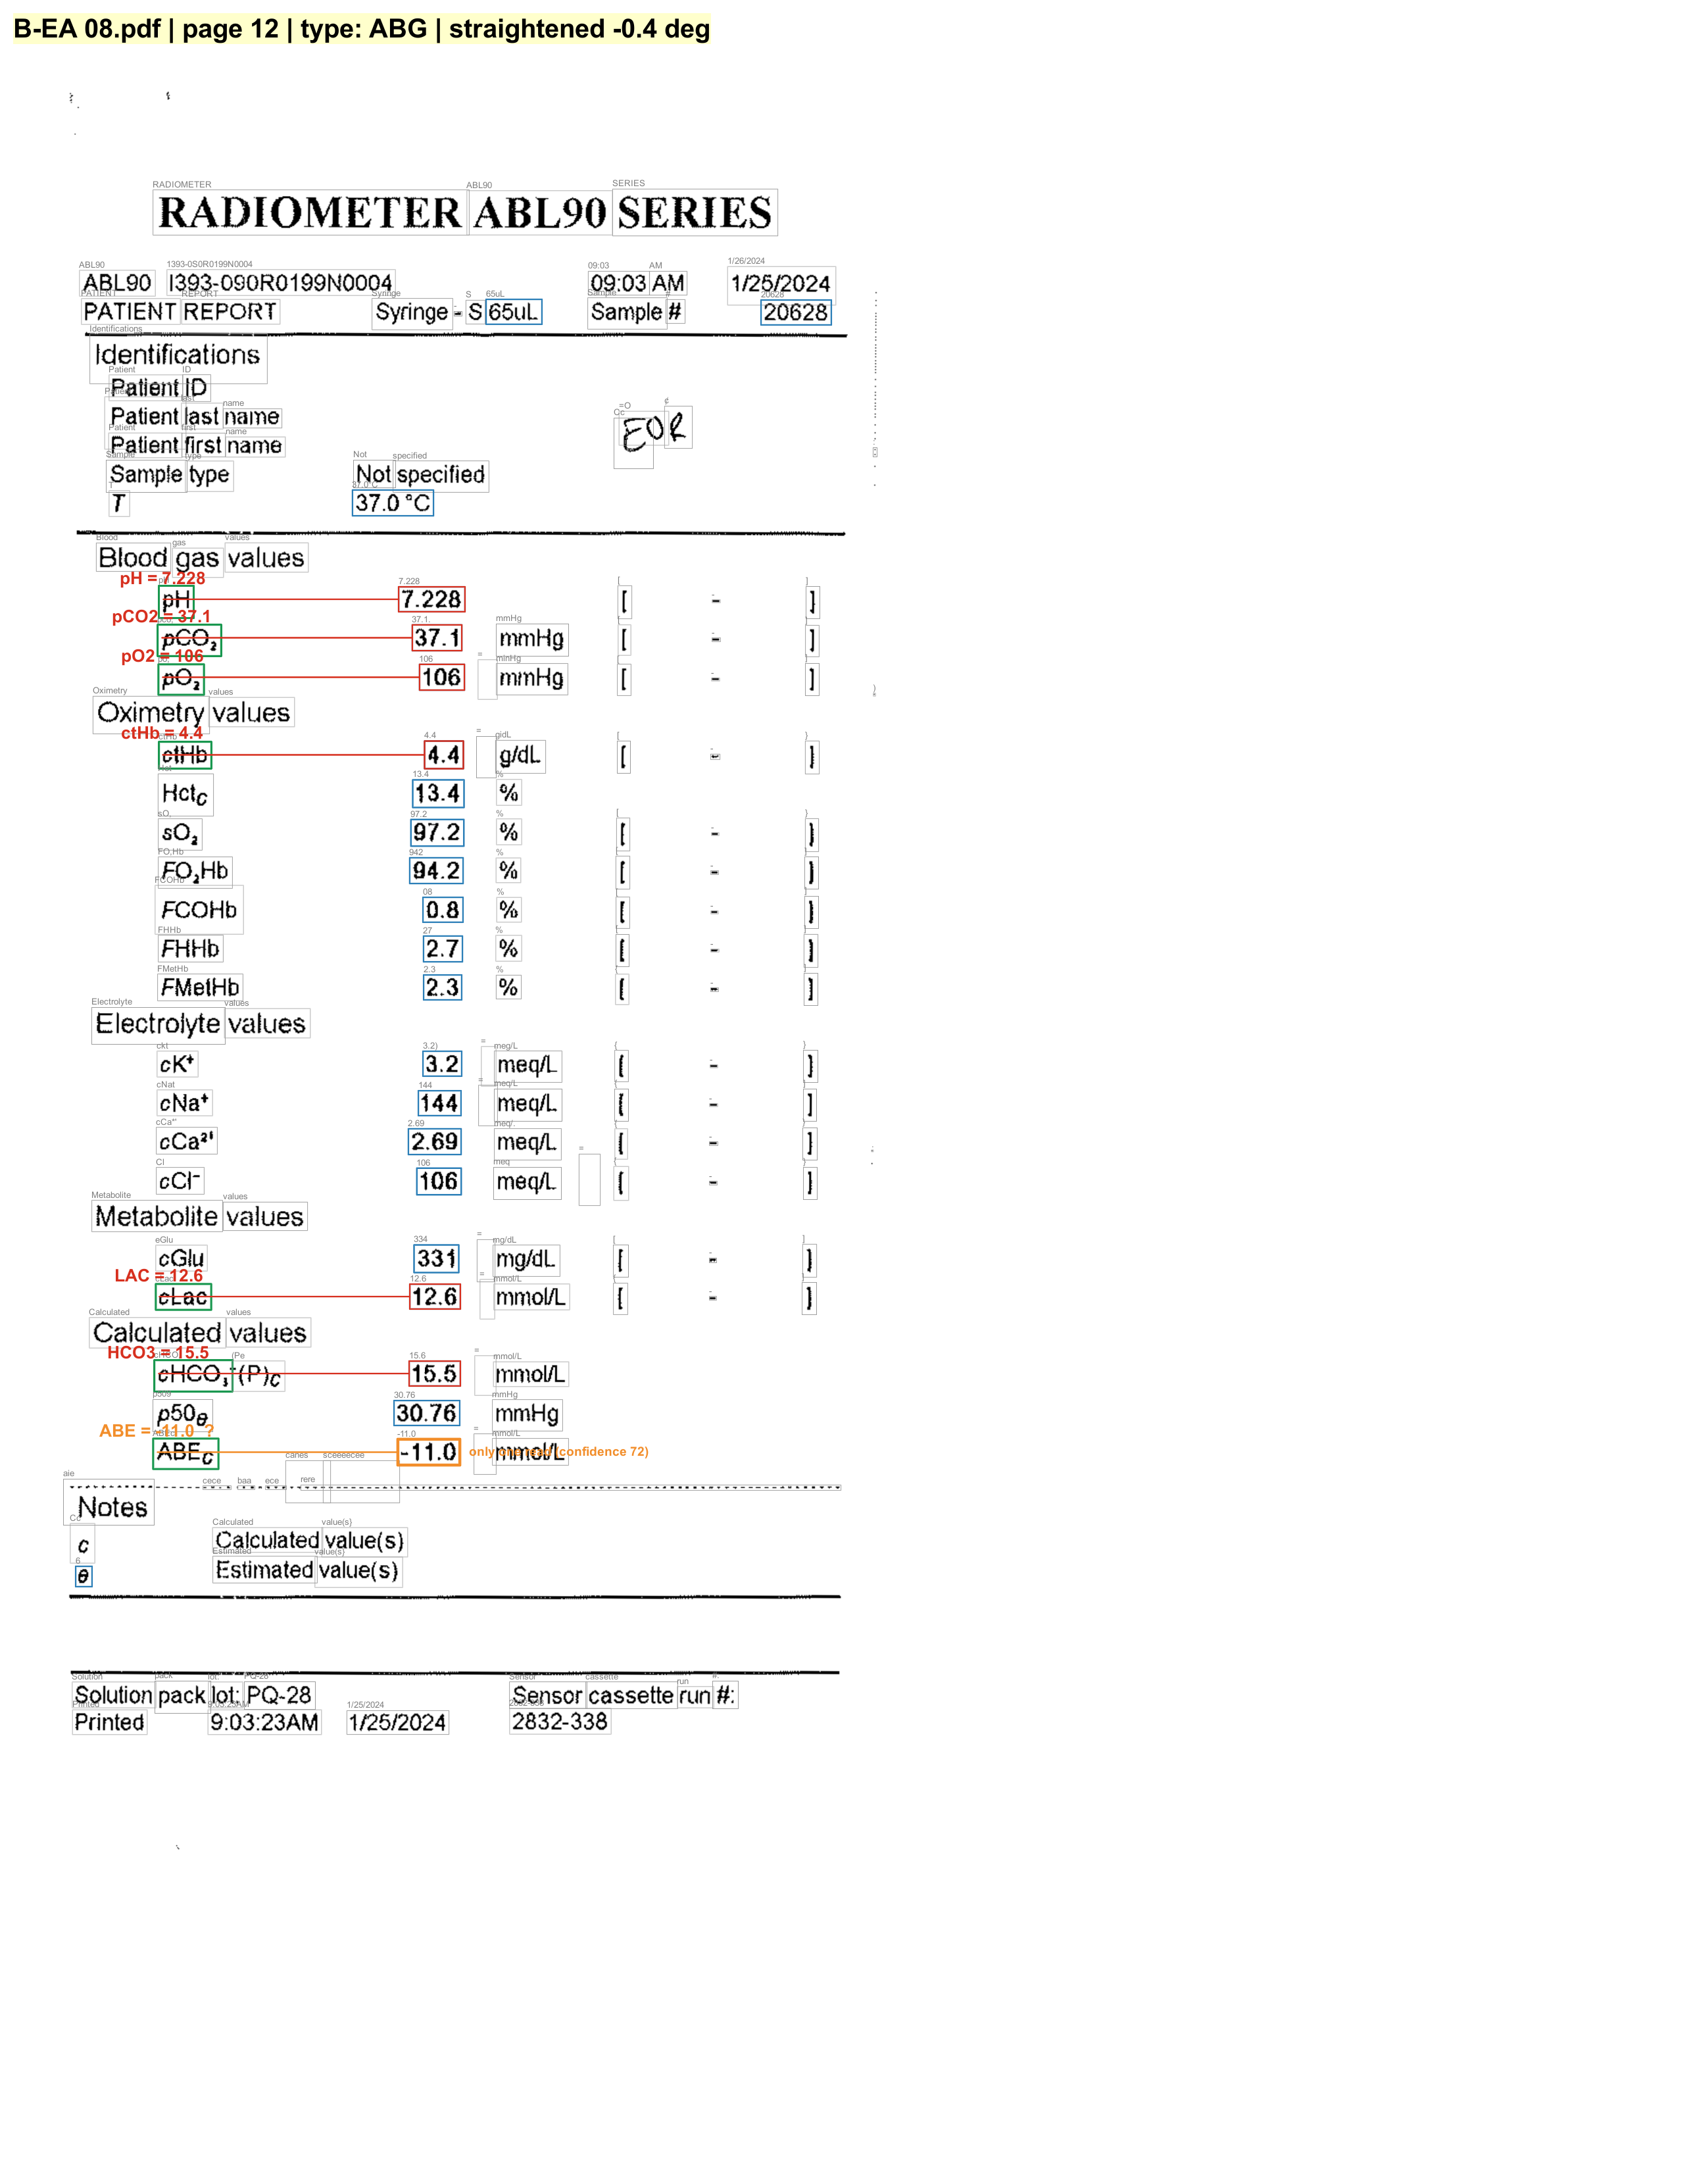 B-EA 08.pdf | page 12 | type: ABG | straightened -0.4 deg
RADIOMETER ABL90 SERIES
ABL90 I393-090R0199N0004 09:03 AM 1/25/2024
PATIENT REPORT Syringe - S 65uL Sample # 20628
Identifications
Patient ID
Patient last name
EOR
Patient first name
Sample type Not specified
T 37.0 °C
Blood gas values
pH = 7.228
pH 7.228 [ - ]
pCO2 = 37.1
pCO₂ 37.1 mmHg [ - ]
pO2 = 106
pO₂ 106 mmHg [ - ]
Oximetry values
ctHb = 4.4
ctHb 4.4 g/dL [ - ]
Hctc 13.4 %
sO₂ 97.2 % [ - ]
FO₂Hb 94.2 % [ - ]
FCOHb 0.8 % [ - ]
FHHb 2.7 % [ - ]
FMetHb 2.3 % [ - ]
Electrolyte values
cK⁺ 3.2 meq/L [ - ]
cNa⁺ 144 meq/L [ - ]
cCa²⁺ 2.69 meq/L [ - ]
cCl⁻ 106 meq/L [ - ]
Metabolite values
cGlu 331 mg/dL [ - ]
LAC = 12.6
cLac 12.6 mmol/L [ - ]
Calculated values
HCO3 = 15.5
cHCO₃⁻(P)c 15.5 mmol/L
p50e 30.76 mmHg
ABE = -11.0 ?
ABEc -11.0 mmol/L only one read (confidence 72)
Notes
c Calculated value(s)
e Estimated value(s)
Solution pack lot: PQ-28 Sensor cassette run #:
Printed 9:03:23AM 1/25/2024 2832-338